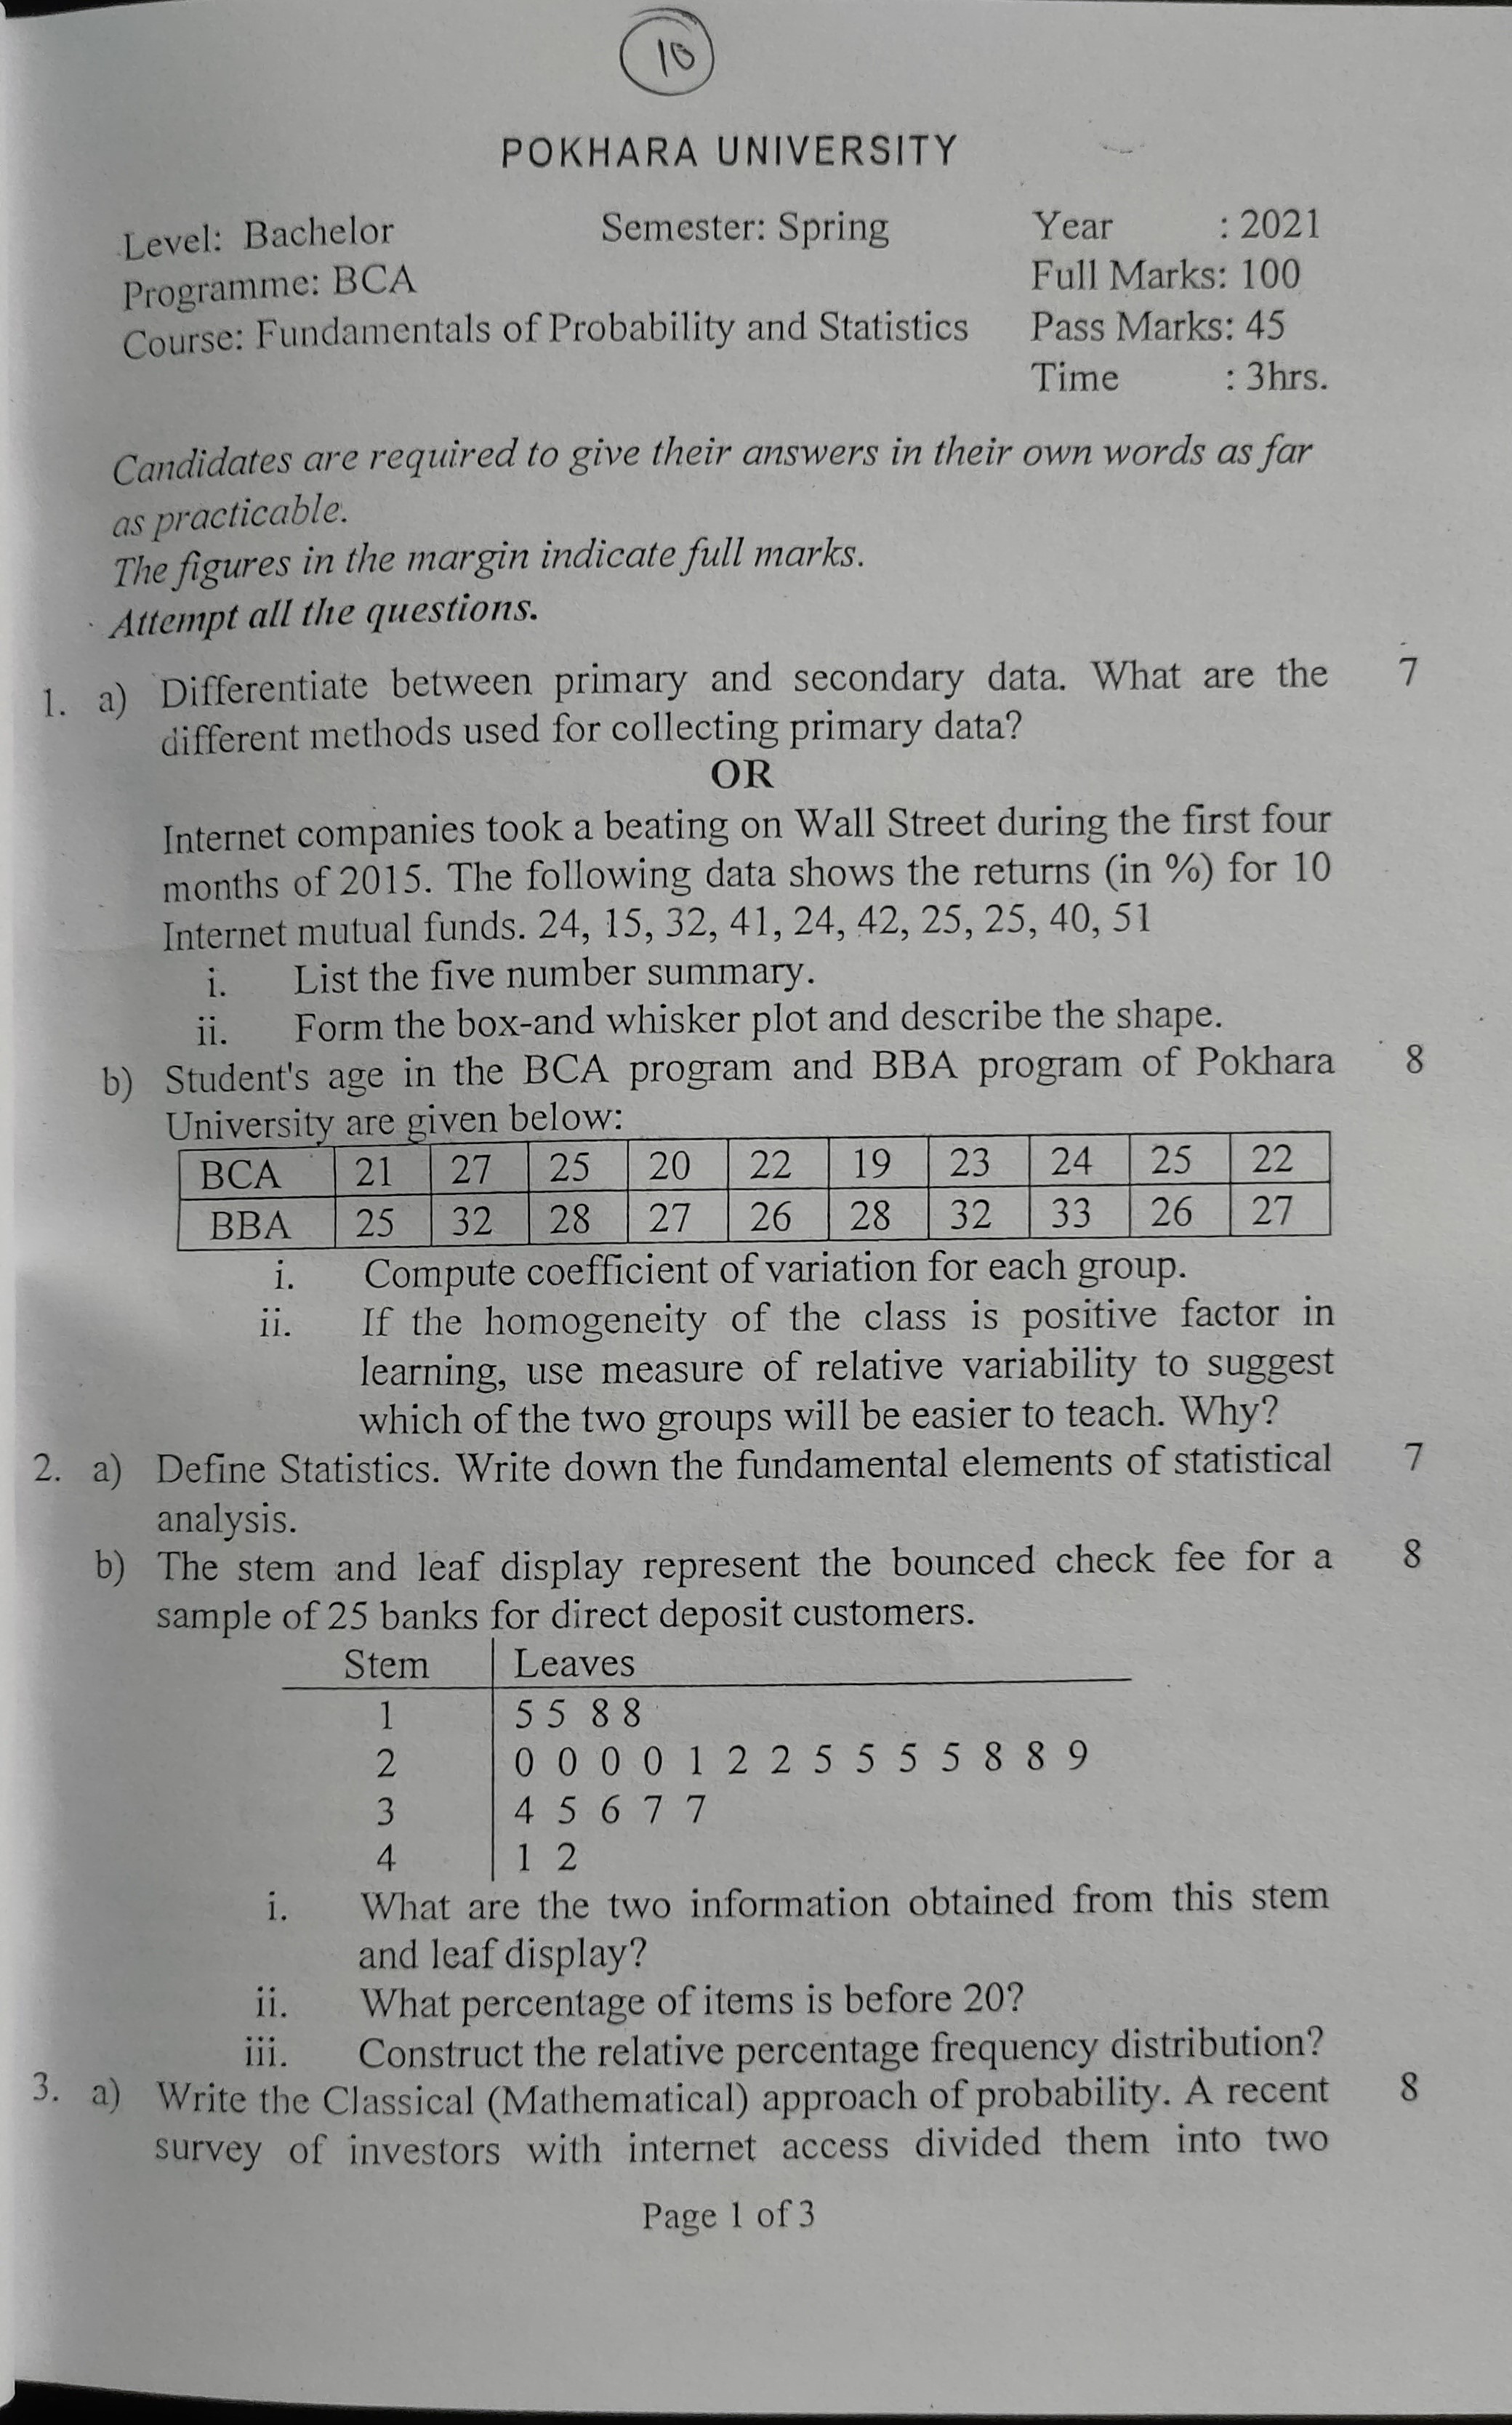 10
POKHARA UNIVERSITY
Level: Bachelor Semester: Spring Year : 2021
Programme: BCA Full Marks: 100
Course: Fundamentals of Probability and Statistics Pass Marks: 45
Time : 3hrs.
Candidates are required to give their answers in their own words as far
as practicable.
The figures in the margin indicate full marks.
Attempt all the questions.
1. a) Differentiate between primary and secondary data. What are the 7
different methods used for collecting primary data?
OR
Internet companies took a beating on Wall Street during the first four
months of 2015. The following data shows the returns (in %) for 10
Internet mutual funds. 24, 15, 32, 41, 24, 42, 25, 25, 40, 51
i. List the five number summary.
ii. Form the box-and whisker plot and describe the shape.
b) Student's age in the BCA program and BBA program of Pokhara 8
University are given below:
BCA 21 27 25 20 22 19 23 24 25 22
BBA 25 32 28 27 26 28 32 33 26 27
i. Compute coefficient of variation for each group.
ii. If the homogeneity of the class is positive factor in
learning, use measure of relative variability to suggest
which of the two groups will be easier to teach. Why?
2. a) Define Statistics. Write down the fundamental elements of statistical 7
analysis.
b) The stem and leaf display represent the bounced check fee for a 8
sample of 25 banks for direct deposit customers.
Stem Leaves
1 5 5 8 8
2 0 0 0 0 1 2 2 5 5 5 5 8 8 9
3 4 5 6 7 7
4 1 2
i. What are the two information obtained from this stem
and leaf display?
ii. What percentage of items is before 20?
iii. Construct the relative percentage frequency distribution?
3. a) Write the Classical (Mathematical) approach of probability. A recent 8
survey of investors with internet access divided them into two
Page 1 of 3